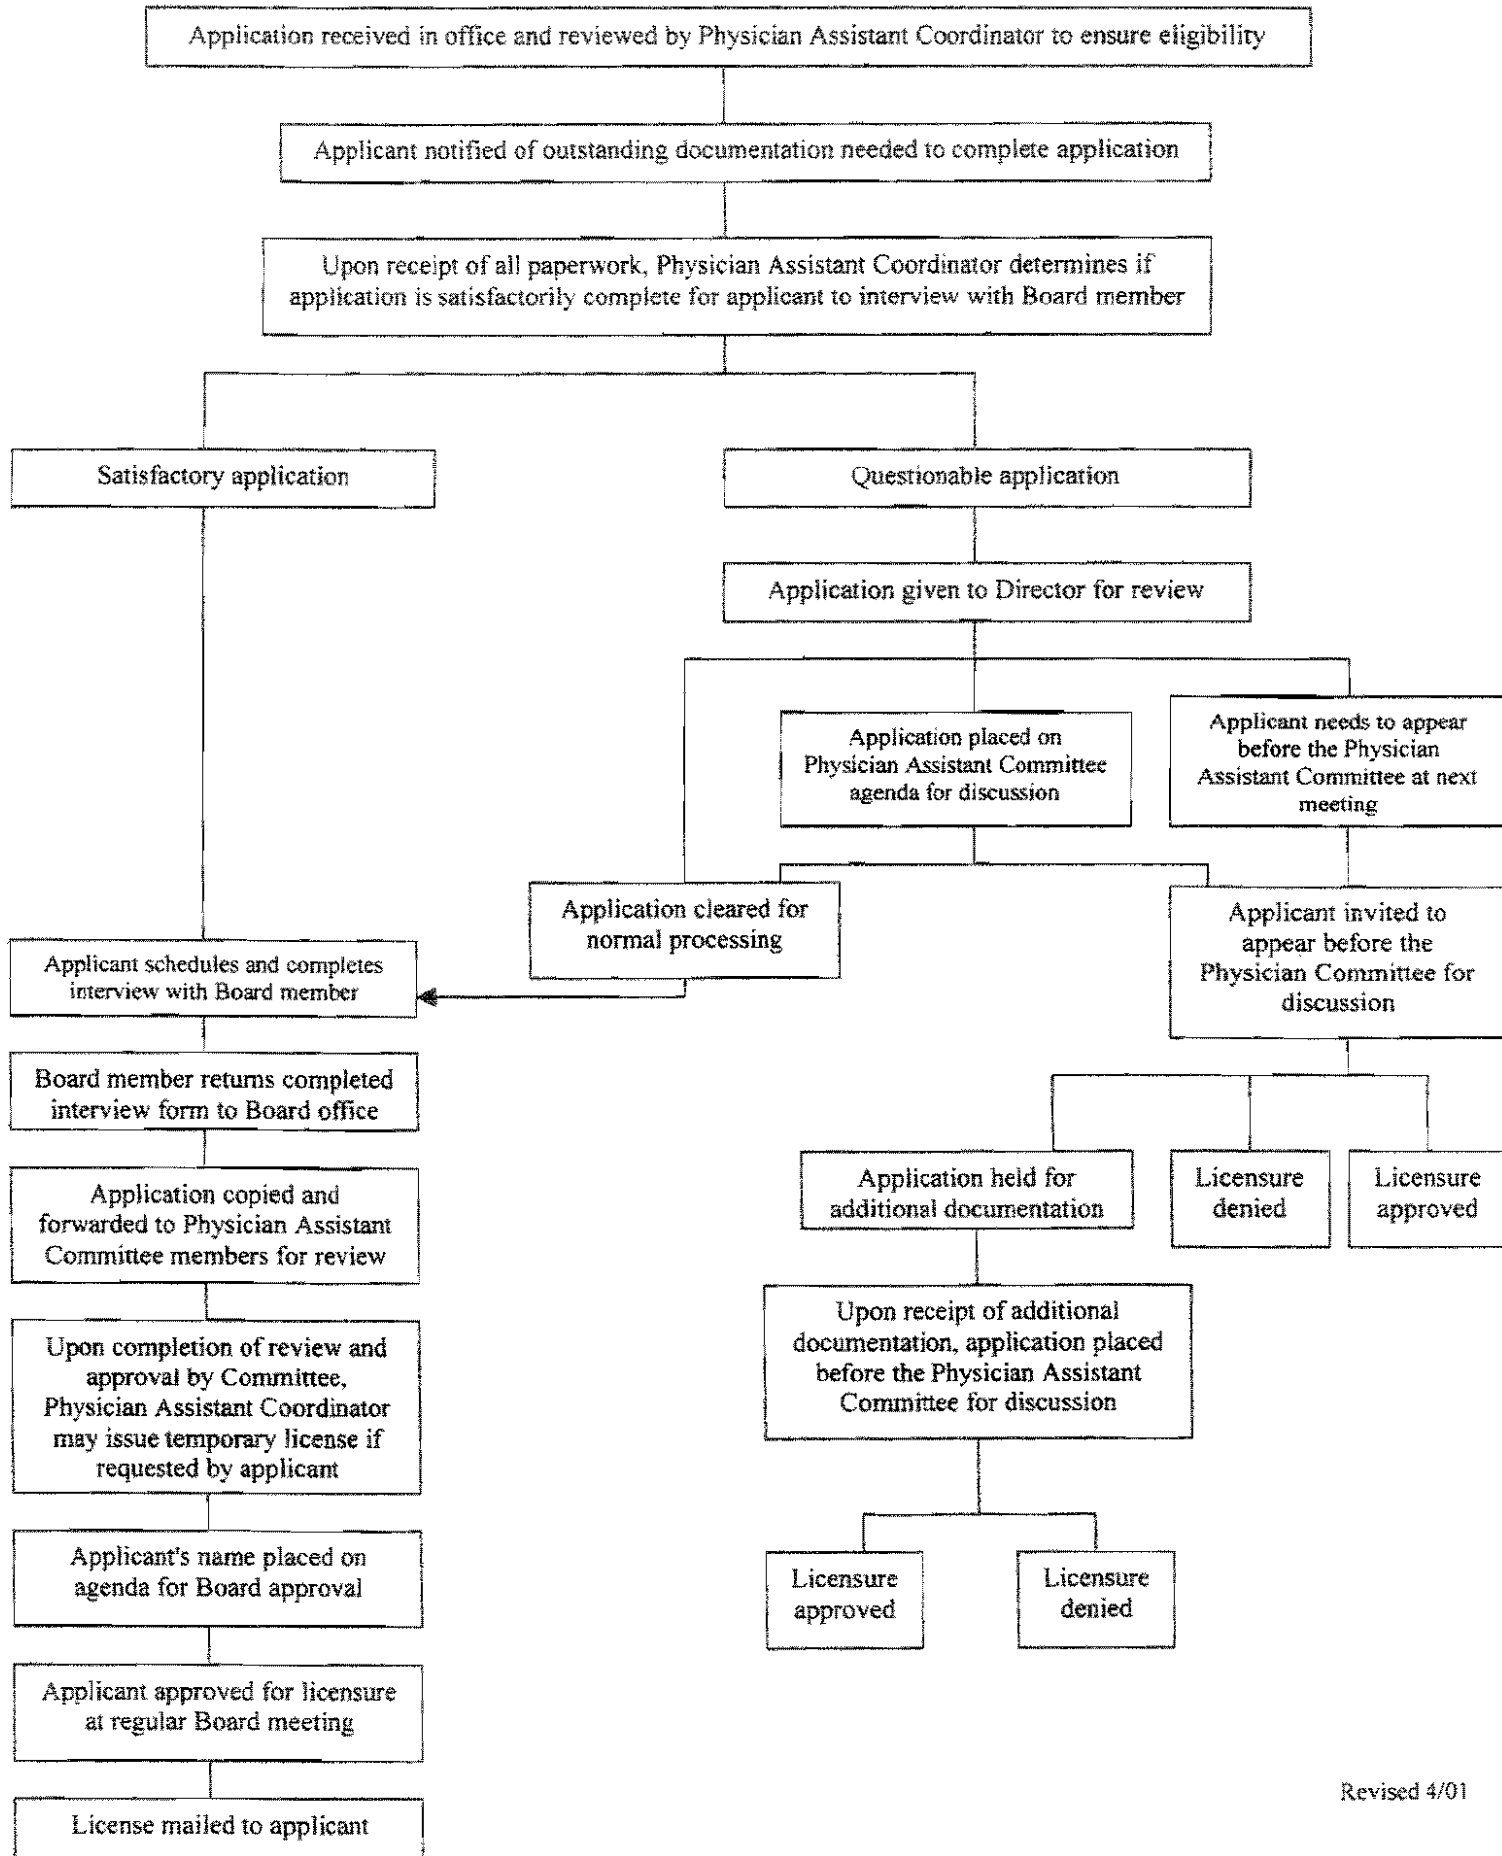 Application received in office and reviewed by Physician Assistant Coordinator to ensure eligibility
Applicant notified of outstanding documentation needed to complete application
Upon receipt of all paperwork, Physician Assistant Coordinator determines if
application is satisfactorily complete for applicant to interview with Board member
Satisfactory application
Questionable application
Application given to Director for review
Application placed on
Physician Assistant Committee
agenda for discussion
Applicant needs to appear
before the Physician
Assistant Committee at next
meeting
Application cleared for
normal processing
Applicant invited to
appear before the
Physician Committee for
discussion
Applicant schedules and completes
interview with Board member
Board member returns completed
interview form to Board office
Application copied and
forwarded to Physician Assistant
Committee members for review
Upon completion of review and
approval by Committee,
Physician Assistant Coordinator
may issue temporary license if
requested by applicant
Applicant's name placed on
agenda for Board approval
Applicant approved for licensure
at regular Board meeting
License mailed to applicant
Application held for
additional documentation
Licensure
denied
Licensure
approved
Upon receipt of additional
documentation, application placed
before the Physician Assistant
Committee for discussion
Licensure
approved
Licensure
denied
Revised 4/01